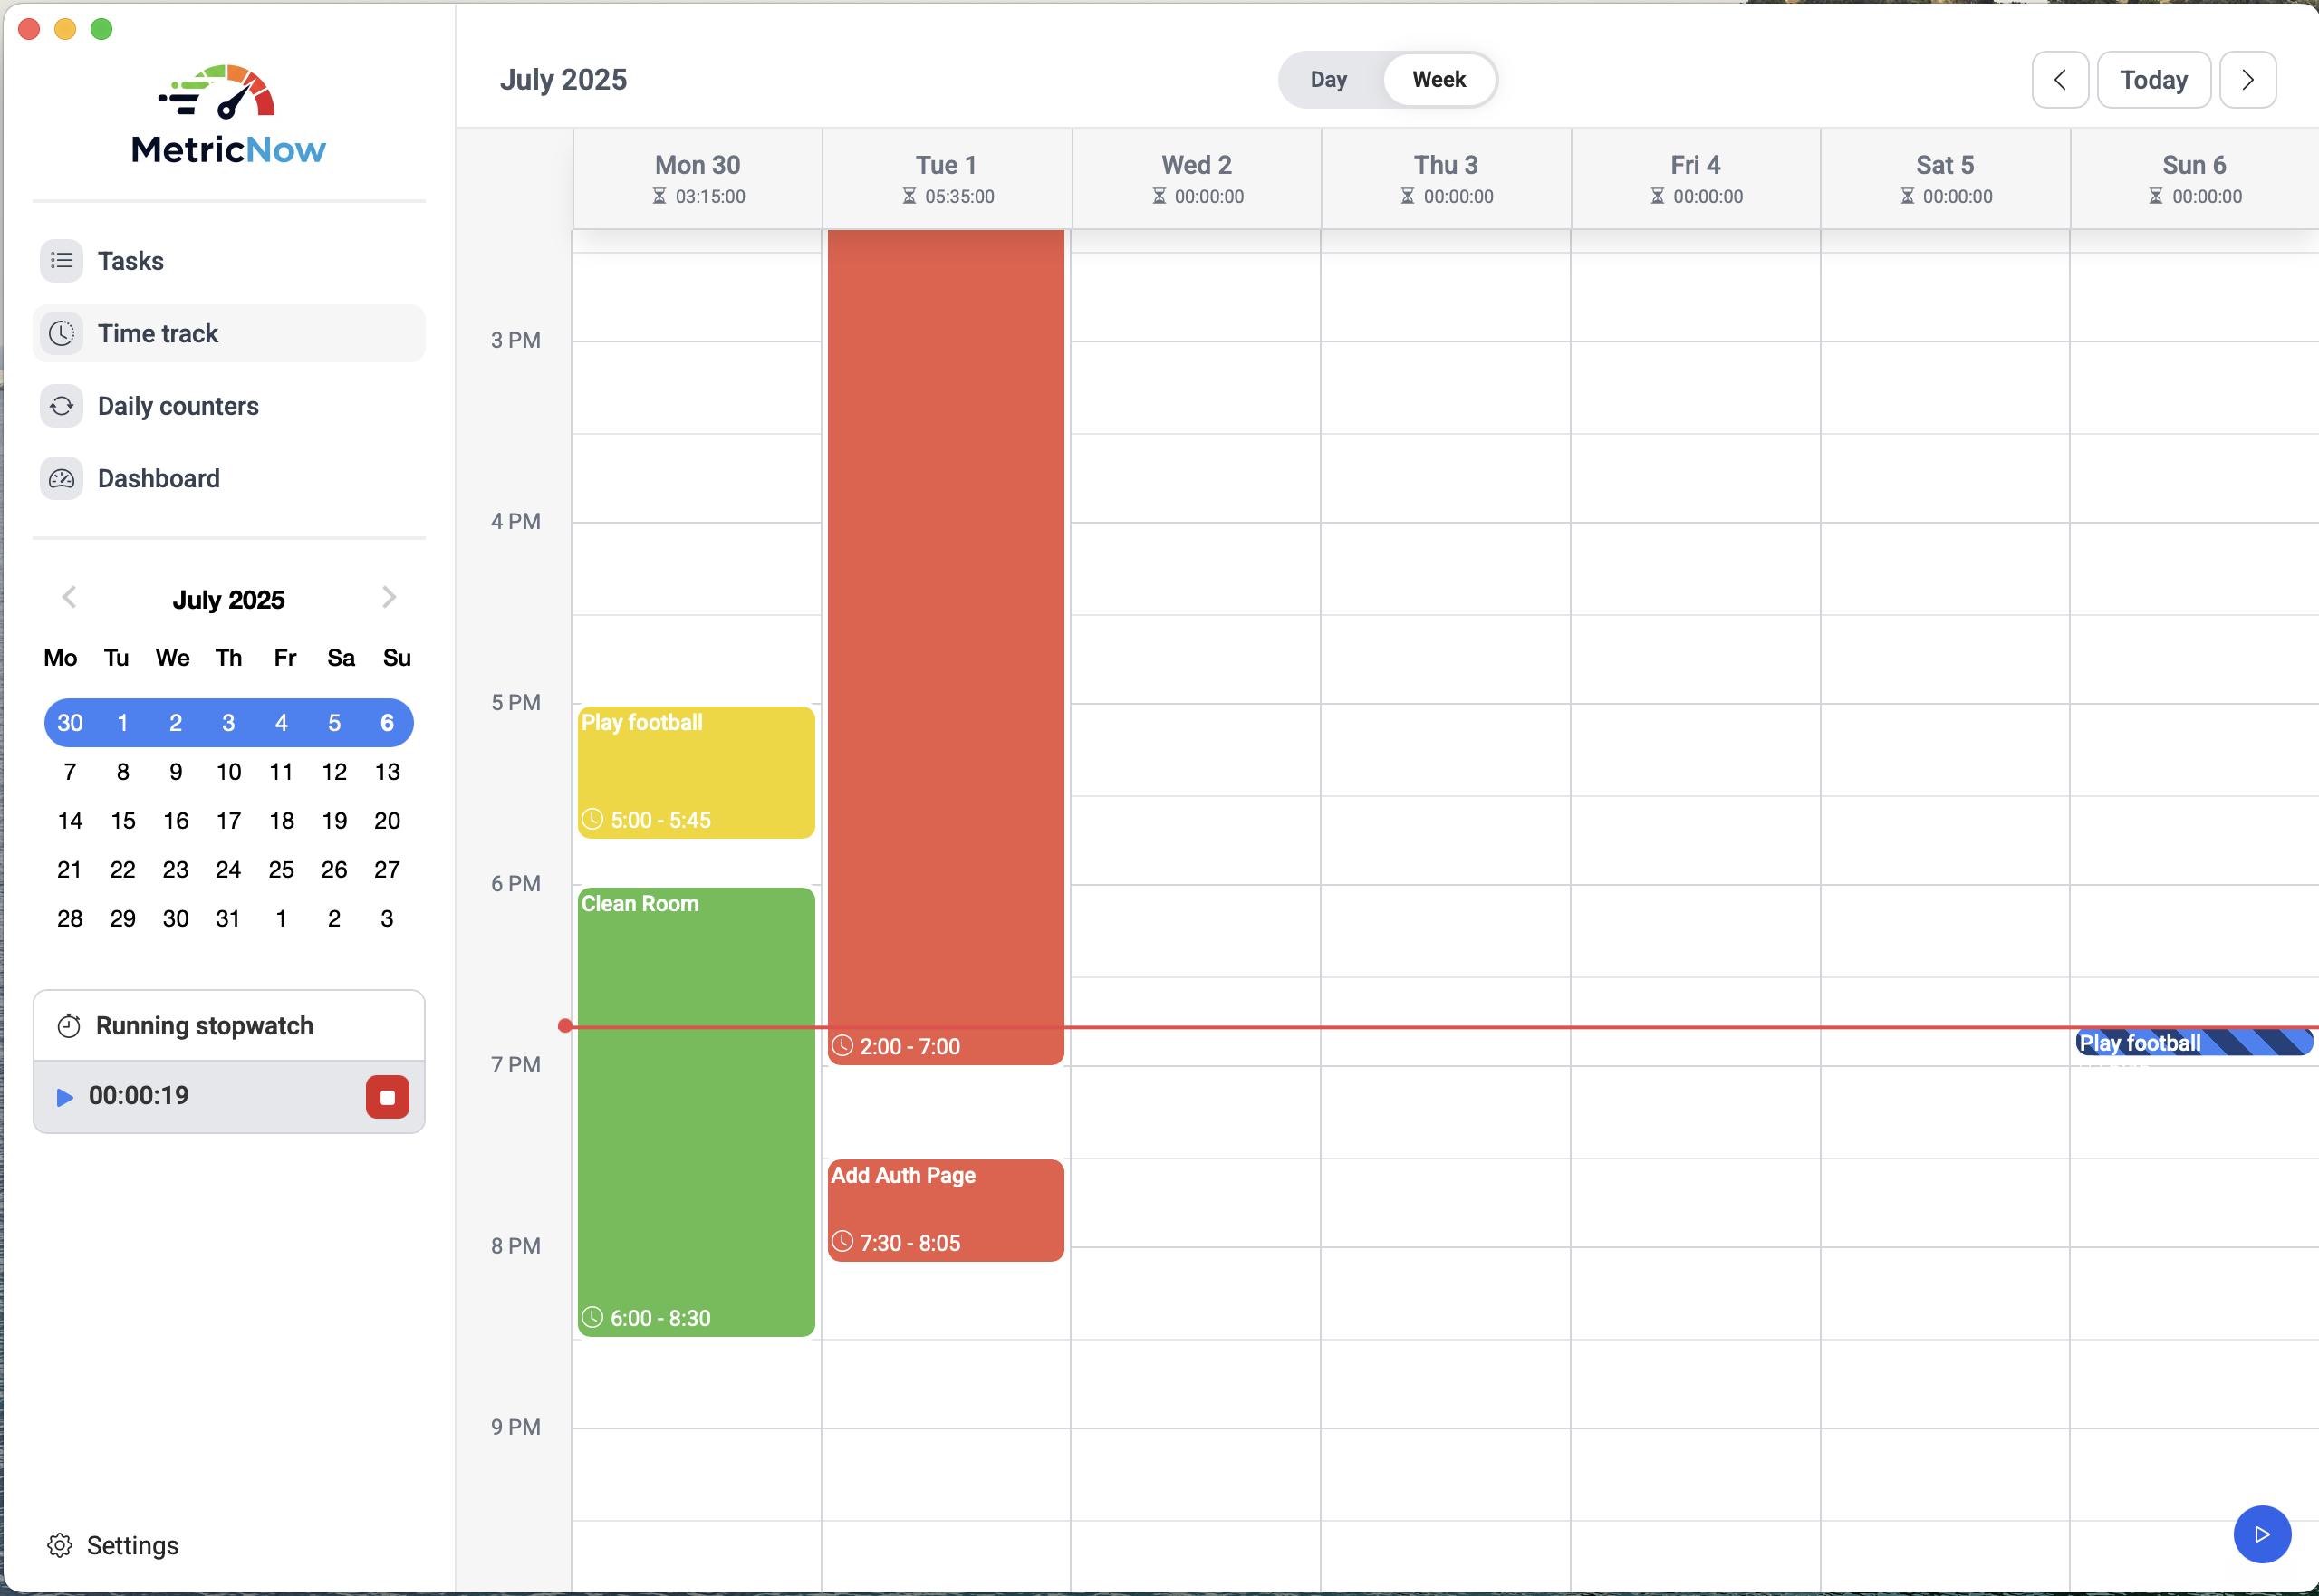 MetricNow
Tasks
Time track
Daily counters
Dashboard
July 2025
Mo Tu We Th Fr Sa Su
30 1 2 3 4 5 6
7 8 9 10 11 12 13
14 15 16 17 18 19 20
21 22 23 24 25 26 27
28 29 30 31 1 2 3
Running stopwatch
00:00:19
Settings
July 2025
Day Week
Today
Mon 30
03:15:00
Tue 1
05:35:00
Wed 2
00:00:00
Thu 3
00:00:00
Fri 4
00:00:00
Sat 5
00:00:00
Sun 6
00:00:00
3 PM
4 PM
5 PM
6 PM
7 PM
8 PM
9 PM
Play football
5:00 - 5:45
Clean Room
6:00 - 8:30
2:00 - 7:00
Add Auth Page
7:30 - 8:05
Play football